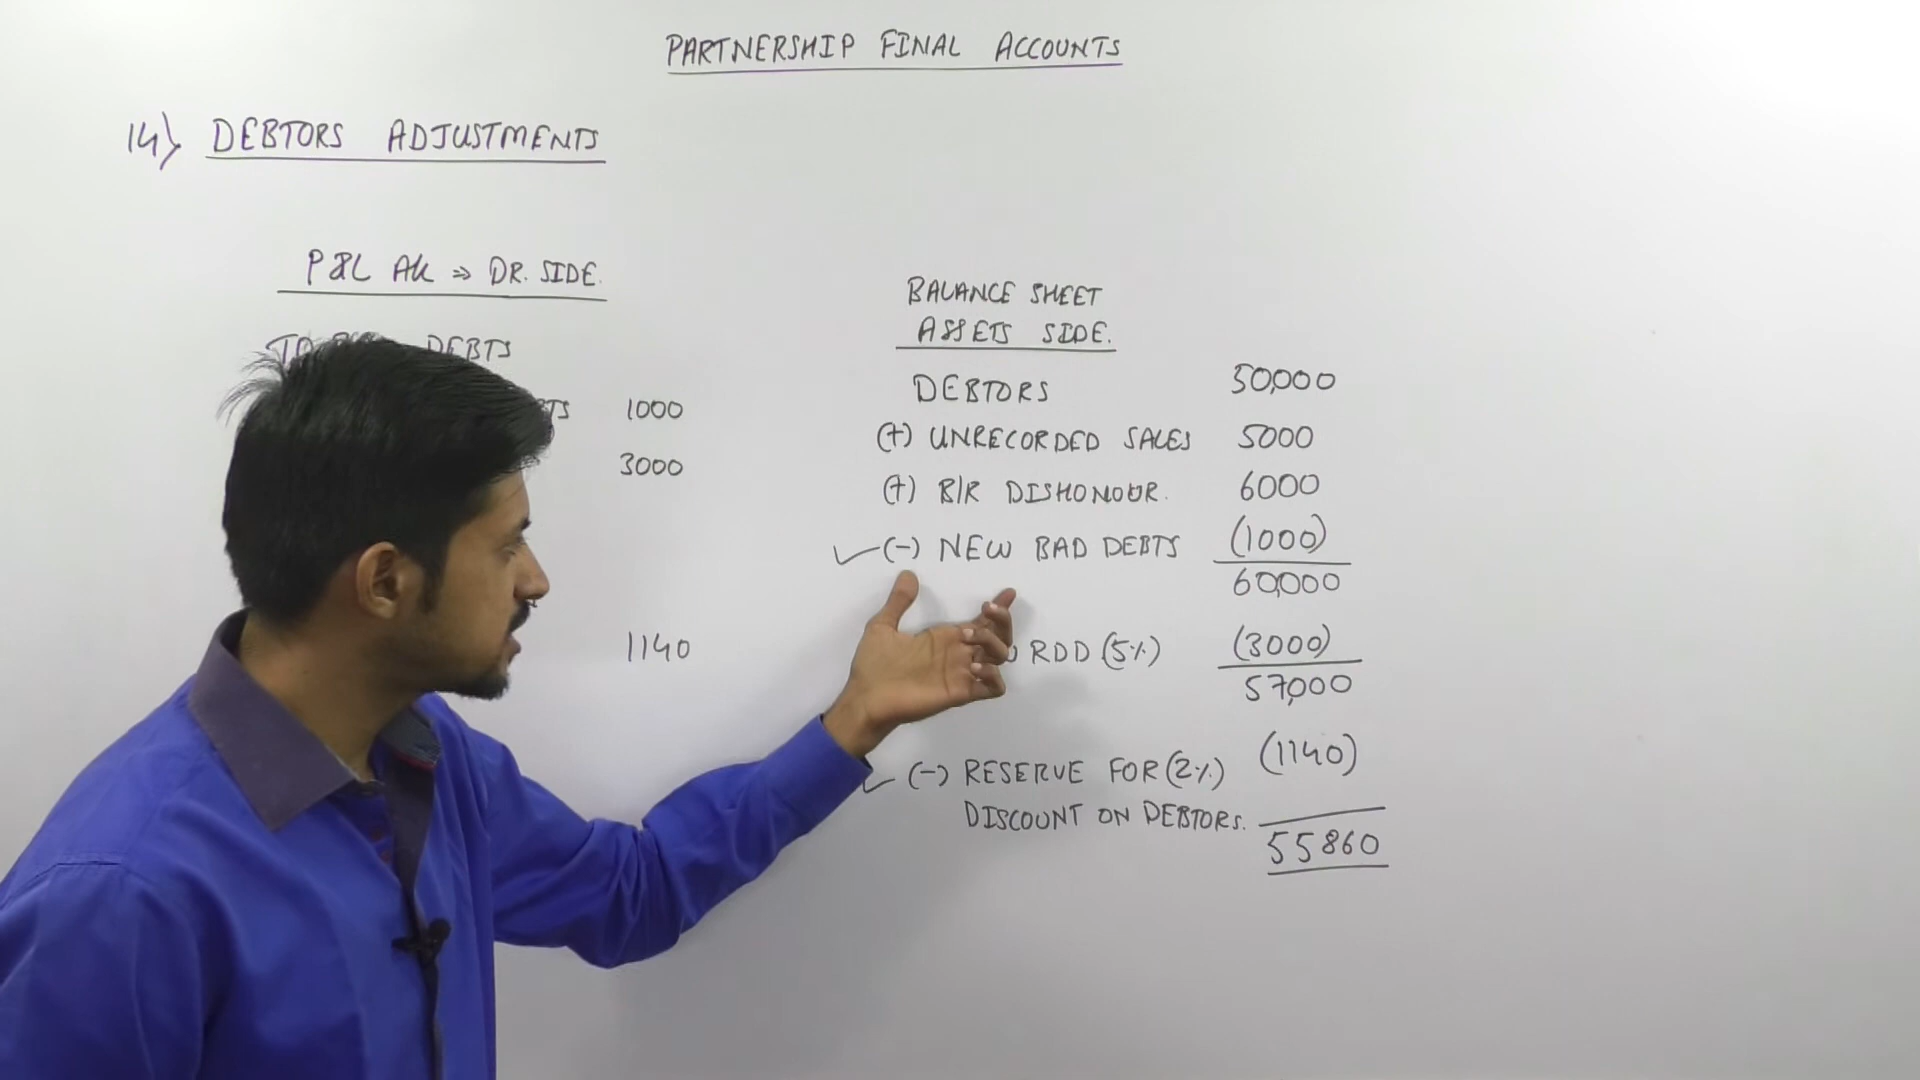 PARTNERSHIP FINAL ACCOUNTS
14) DEBTORS ADJUSTMENTS
P&L A/c => DR. SIDE.
TO DEBTS
1000
3000
1140
BALANCE SHEET
ASSETS SIDE.
DEBTORS 50,000
(+) UNRECORDED SALES 5000
(+) B/R DISHONOUR. 6000
✓(-) NEW BAD DEBTS (1000)
60,000
RDD (5%) (3000)
57,000
✓ (-) RESERVE FOR (2%) (1140)
DISCOUNT ON DEBTORS.
55860